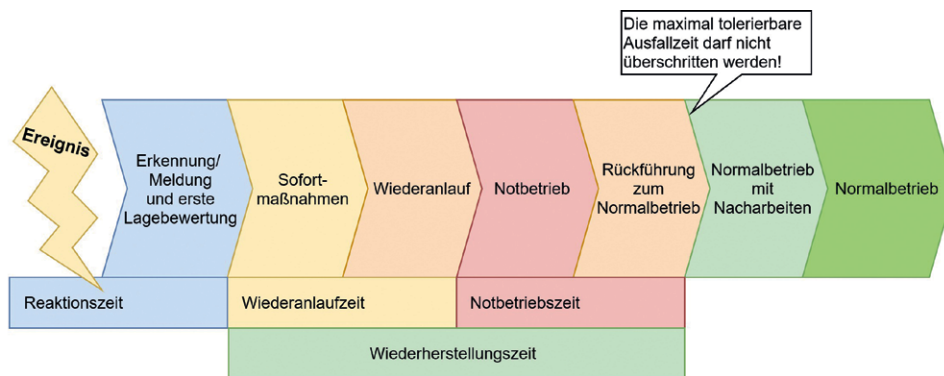 Die maximal tolerierbare
Ausfallzeit darf nicht
überschritten werden!
Ereignis
Erkennung/
Meldung
und erste
Lagebewertung
Sofort-
maßnahmen
Wiederanlauf
Notbetrieb
Rückführung
zum
Normalbetrieb
Normalbetrieb
mit
Nacharbeiten
Normalbetrieb
Reaktionszeit
Wiederanlaufzeit
Notbetriebszeit
Wiederherstellungszeit